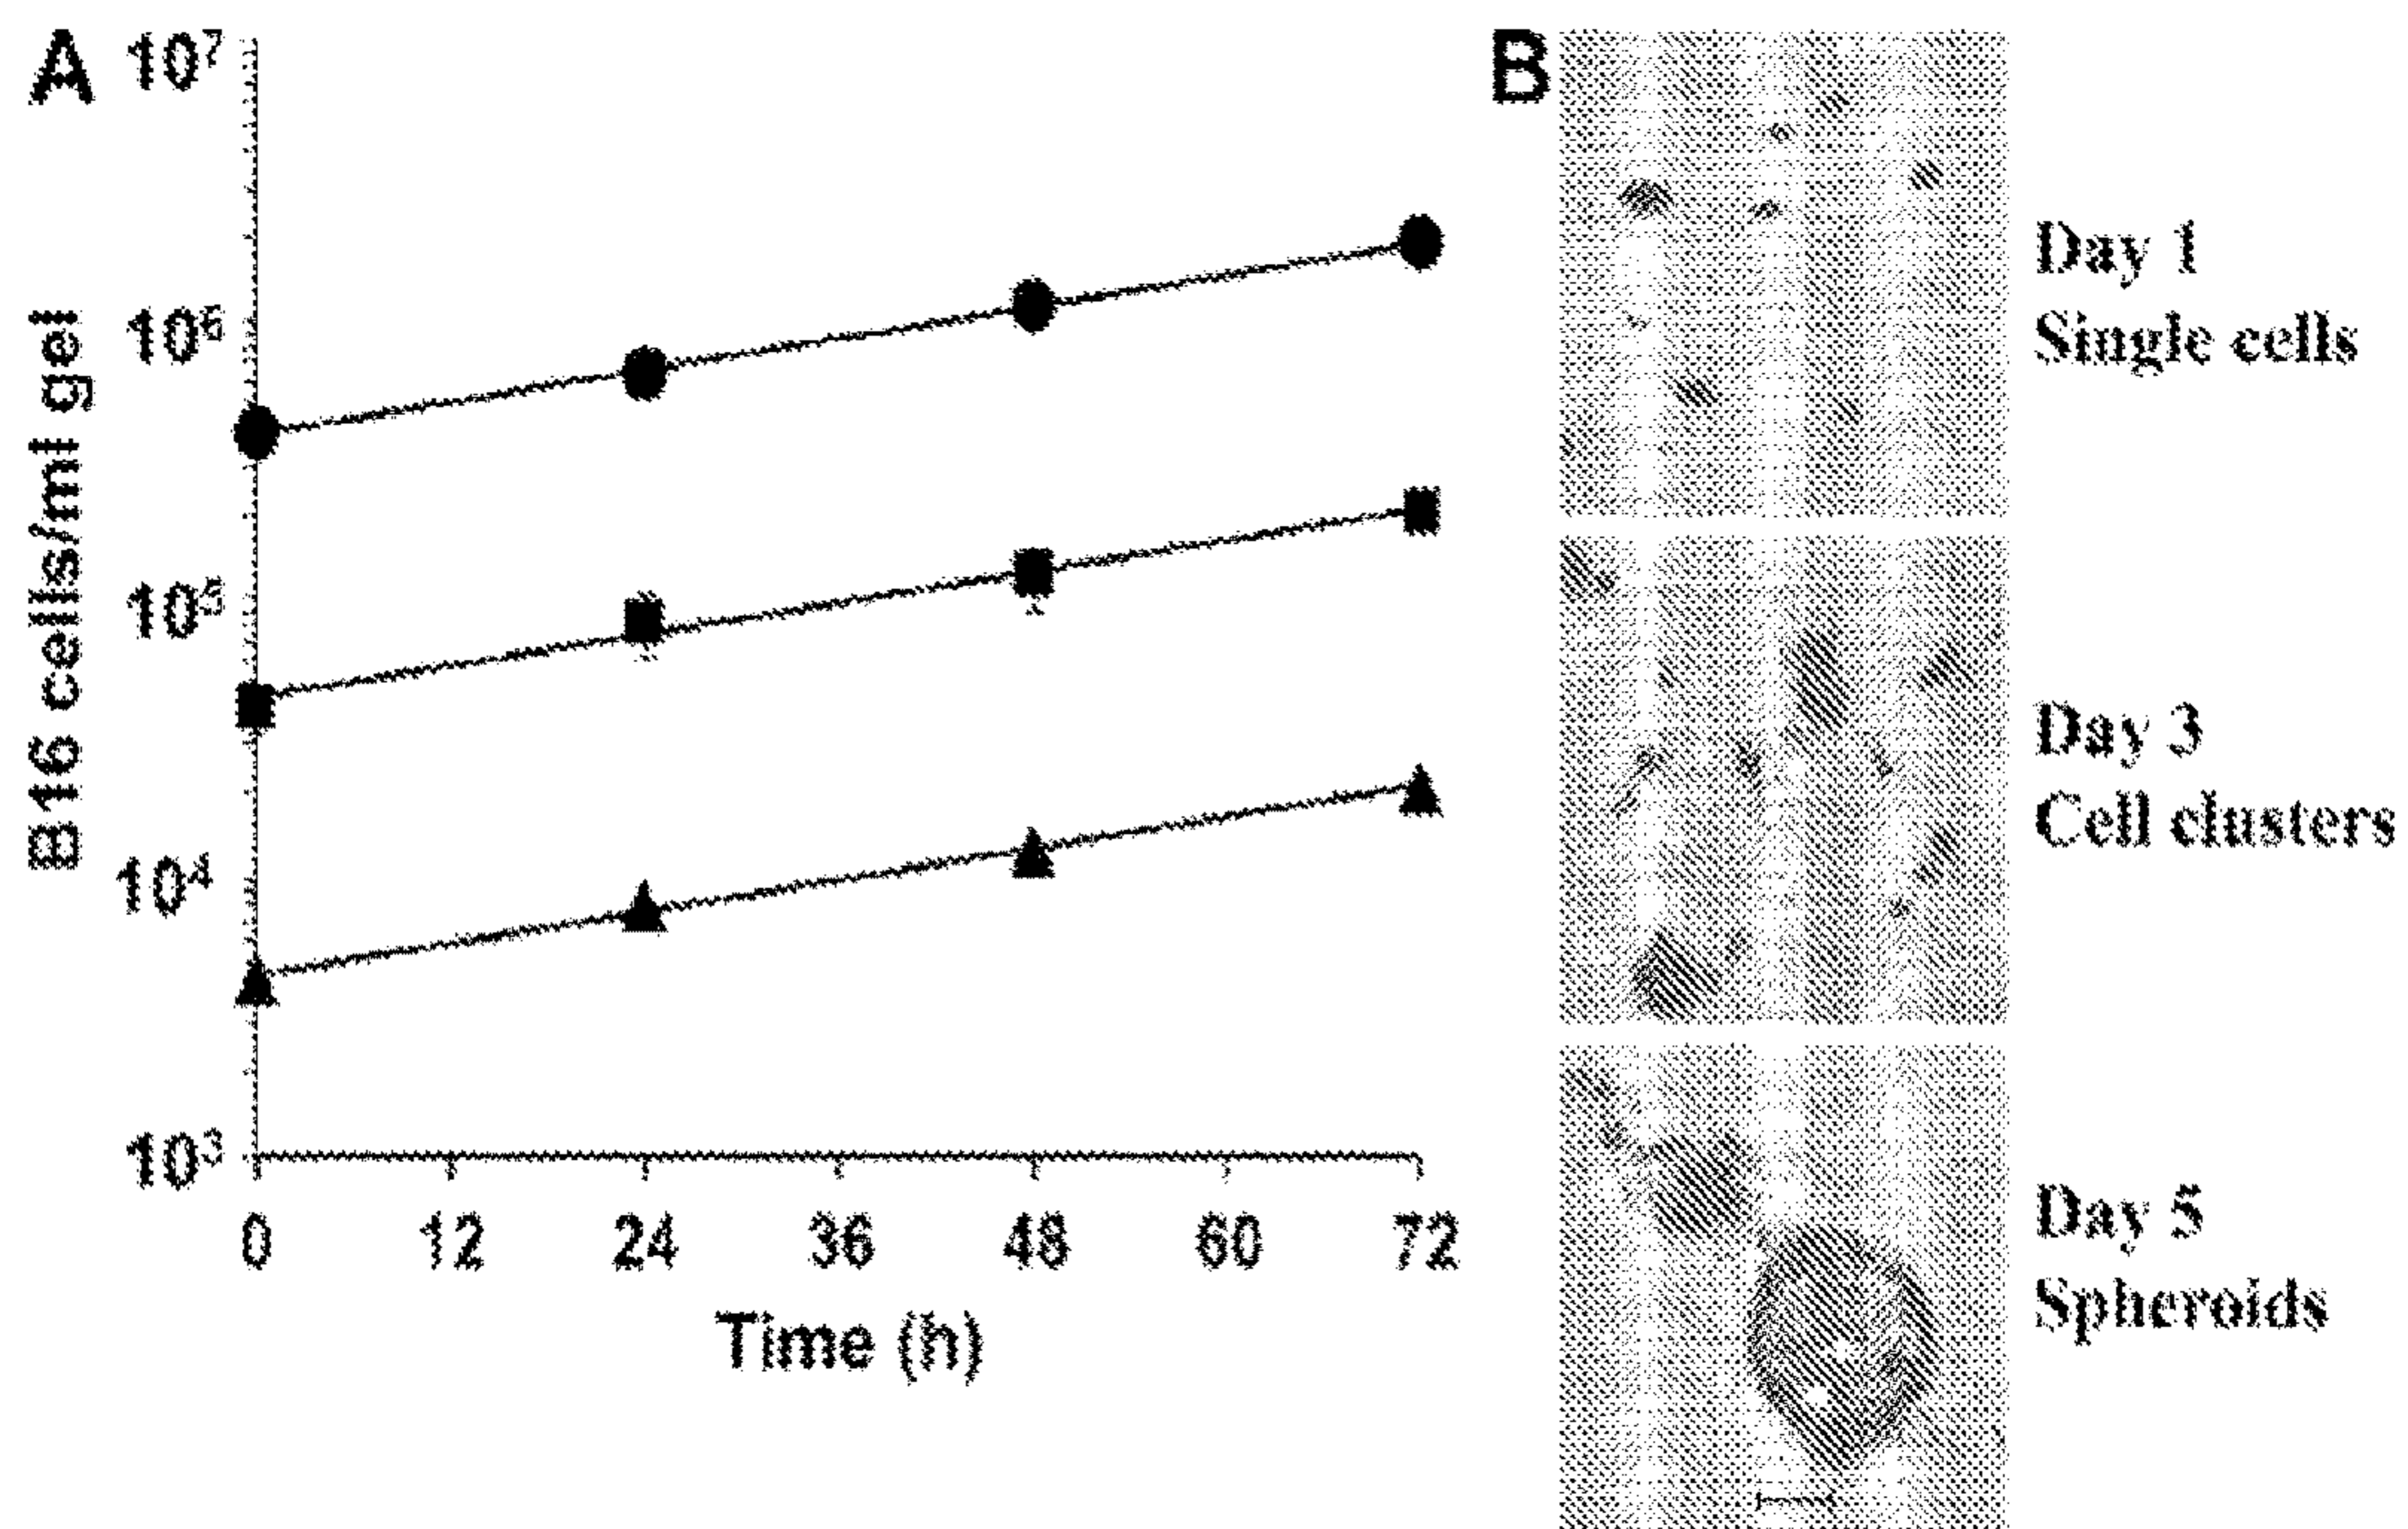 A
10⁷
10⁶
10⁵
10⁴
10³
B16 cells/ml gel
0 12 24 36 48 60 72
Time (h)
B
Day 1
Single cells
Day 3
Cell clusters
Day 5
Spheroids